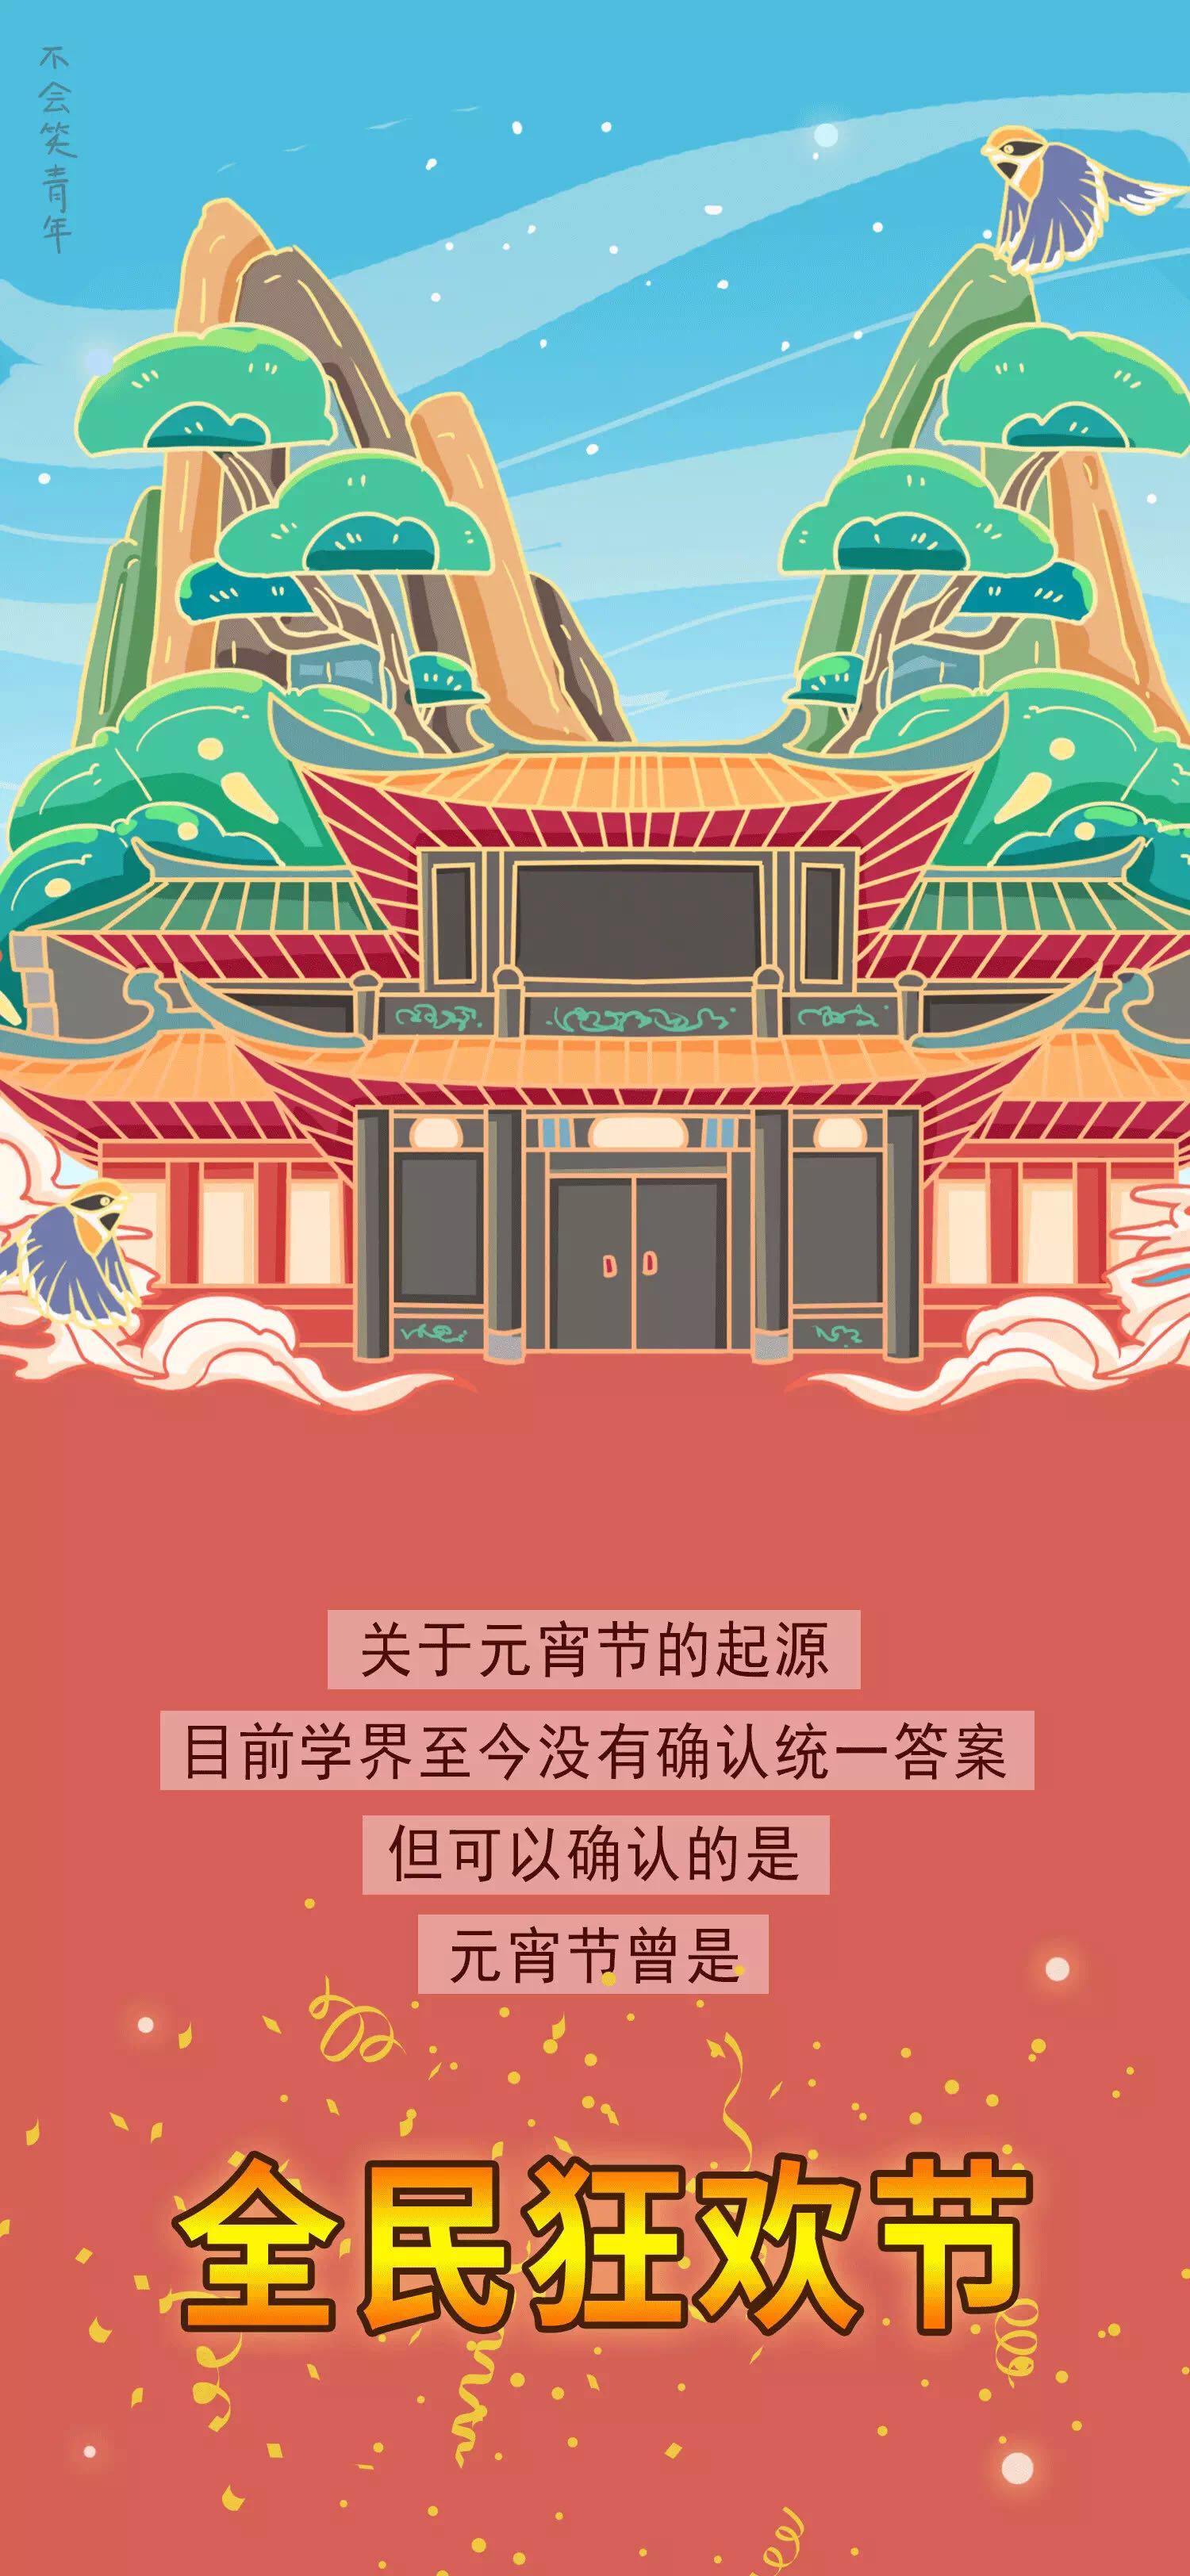 不会笑青年
关于元宵节的起源
目前学界至今没有确认统一答案
但可以确认的是
元宵节曾是
全民狂欢节